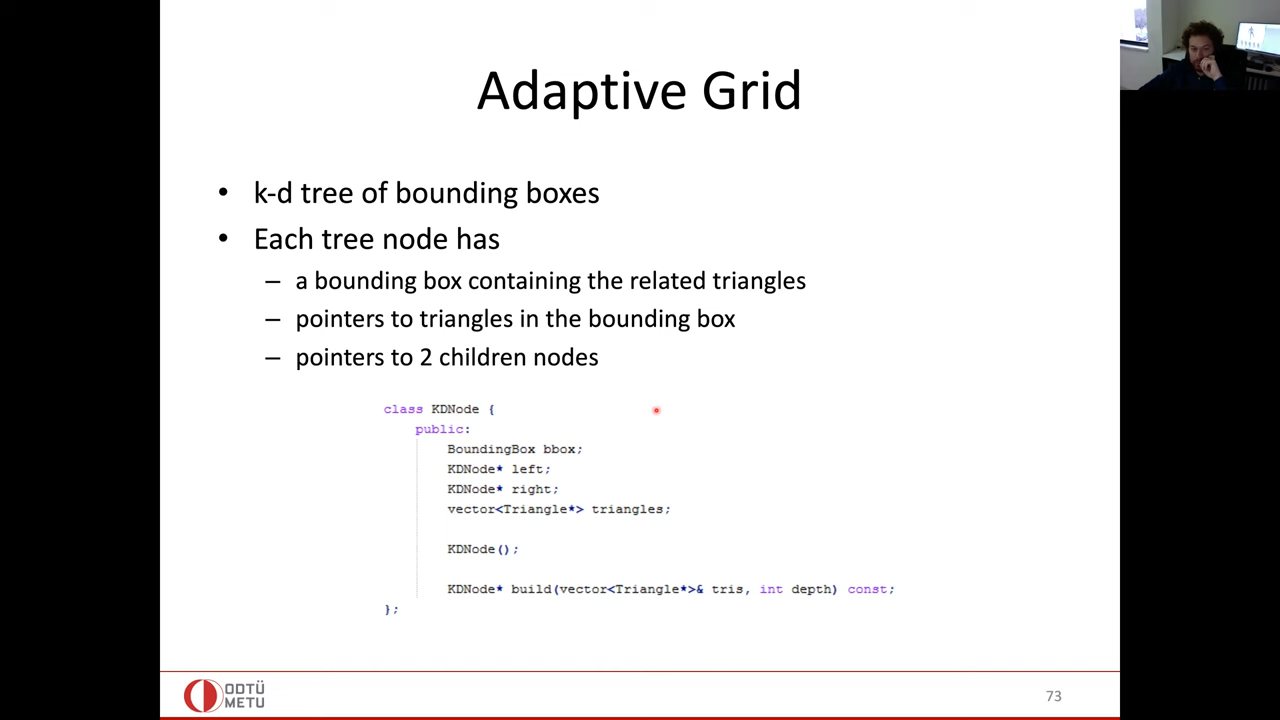 Adaptive Grid
• k-d tree of bounding boxes
• Each tree node has
– a bounding box containing the related triangles
– pointers to triangles in the bounding box
– pointers to 2 children nodes
class KDNode {
public:
BoundingBox bbox;
KDNode* left;
KDNode* right;
vector<Triangle*> triangles;
KDNode();
KDNode* build(vector<Triangle*>& tris, int depth) const;
};
ODTÜ
METU
73